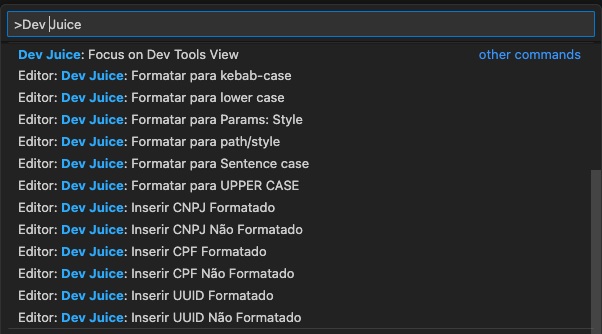 >Dev Juice
Dev Juice: Focus on Dev Tools View other commands
Editor: Dev Juice: Formatar para kebab-case
Editor: Dev Juice: Formatar para lower case
Editor: Dev Juice: Formatar para Params: Style
Editor: Dev Juice: Formatar para path/style
Editor: Dev Juice: Formatar para Sentence case
Editor: Dev Juice: Formatar para UPPER CASE
Editor: Dev Juice: Inserir CNPJ Formatado
Editor: Dev Juice: Inserir CNPJ Não Formatado
Editor: Dev Juice: Inserir CPF Formatado
Editor: Dev Juice: Inserir CPF Não Formatado
Editor: Dev Juice: Inserir UUID Formatado
Editor: Dev Juice: Inserir UUID Não Formatado